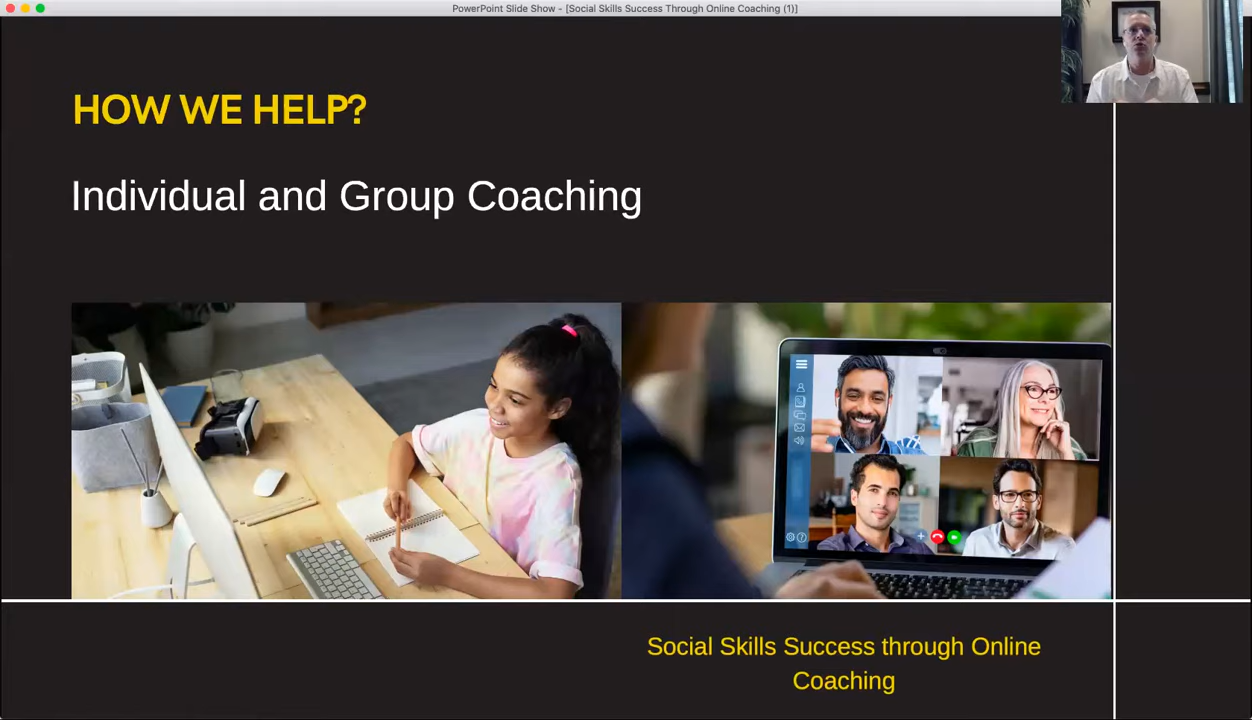 PowerPoint Slide Show - [Social Skills Success Through Online Coaching (1)]
HOW WE HELP?
Individual and Group Coaching
Social Skills Success through Online
Coaching